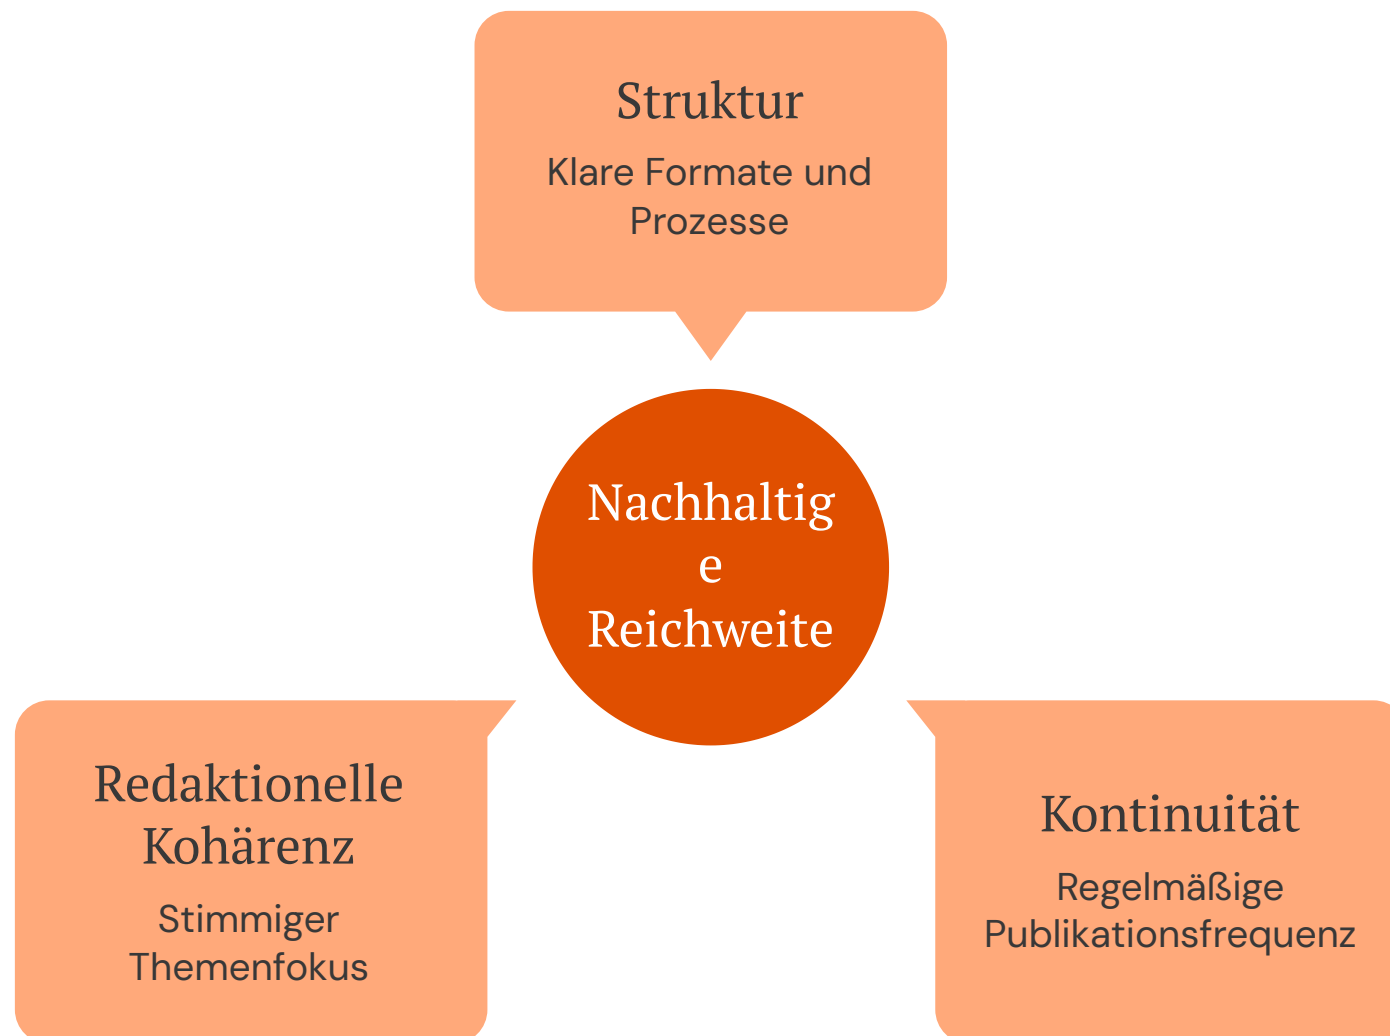 Struktur
Klare Formate und
Prozesse
Nachhaltig
e
Reichweite
Redaktionelle
Kohärenz
Stimmiger
Themenfokus
Kontinuität
Regelmäßige
Publikationsfrequenz